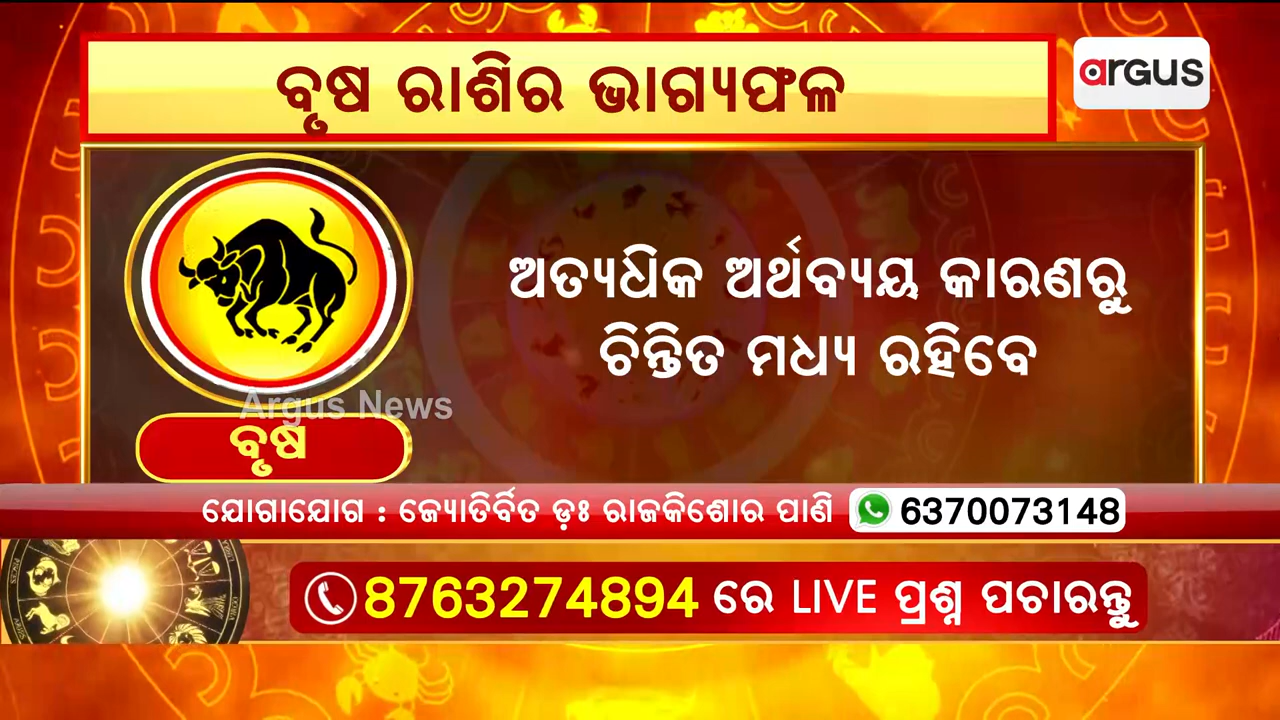 ବୃଷ ରାଶିର ଭାଗ୍ୟଫଳ
argus
ଅତ୍ୟଧିକ ଅର୍ଥବ୍ୟୟ କାରଣରୁ
ଚିନ୍ତିତ ମଧ୍ୟ ରହିବେ
Argus News
ବୃଷ
ଯୋଗାଯୋଗ : ଜ୍ୟୋତିର୍ବିତ ଡ଼ଃ ରାଜକିଶୋର ପାଣି 6370073148
8763274894 ରେ LIVE ପ୍ରଶ୍ନ ପଚାରନ୍ତୁ